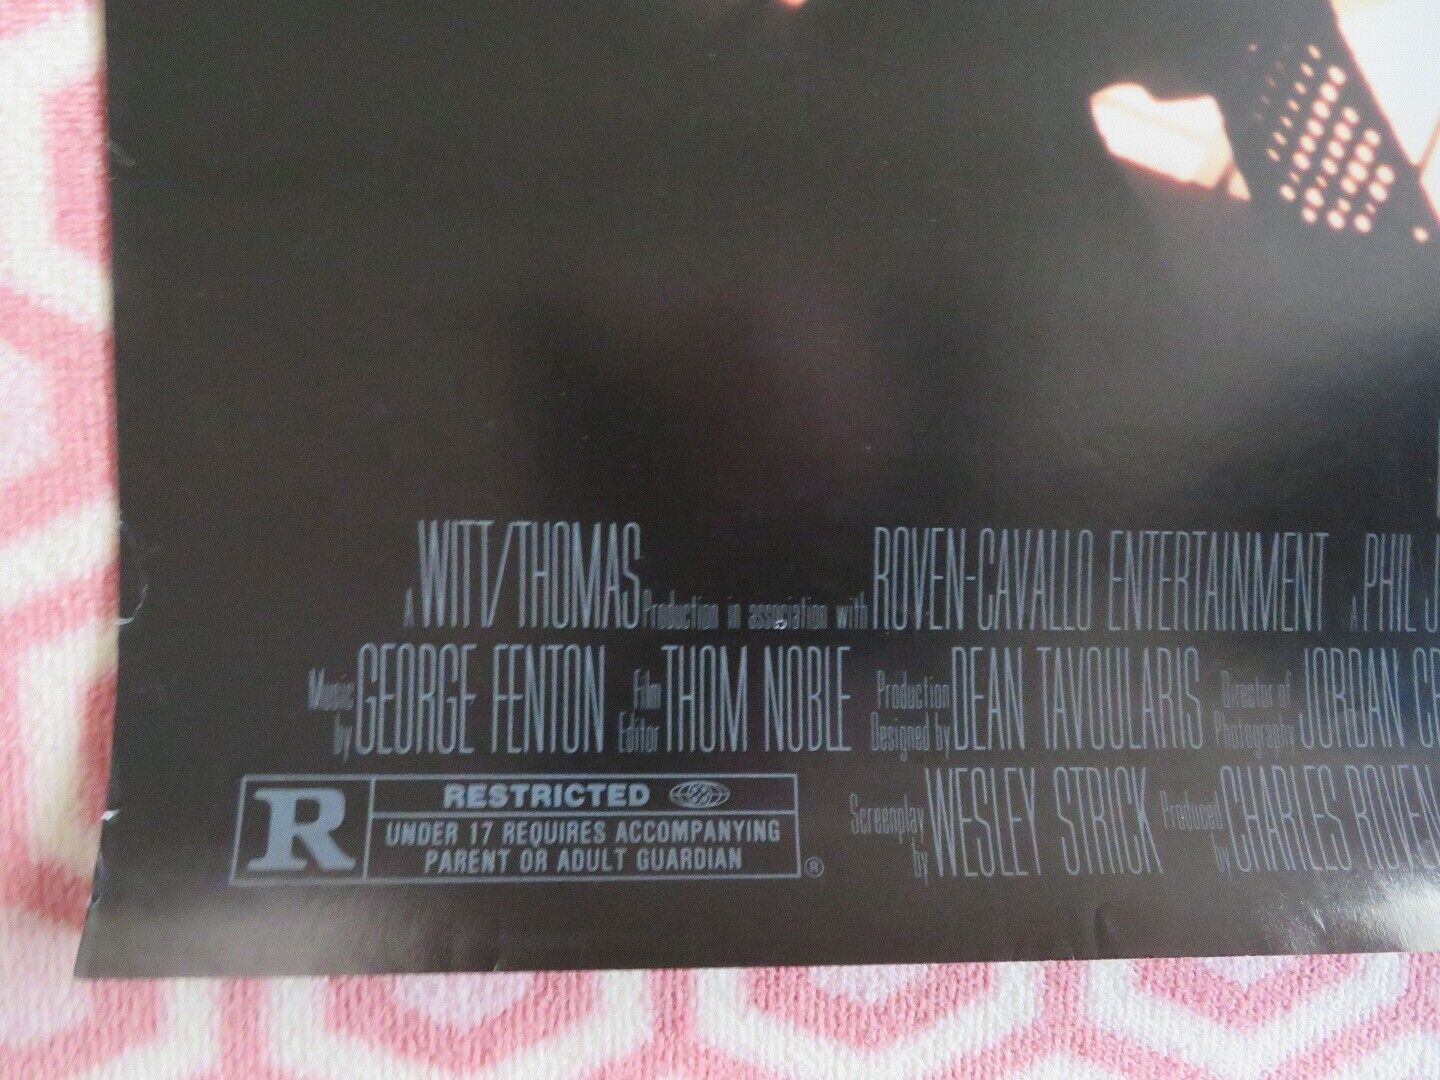 A WITT/THOMAS Production in association with ROVEN-CAVALLO ENTERTAINMENT A PHIL
Music by GEORGE FENTON Film Editor THOM NOBLE Production Designed by DEAN TAVOULARIS Director of Photography JORDAN
Screenplay by WESLEY STRICK Produced by CHARLES ROVEN
R RESTRICTED
UNDER 17 REQUIRES ACCOMPANYING
PARENT OR ADULT GUARDIAN ®